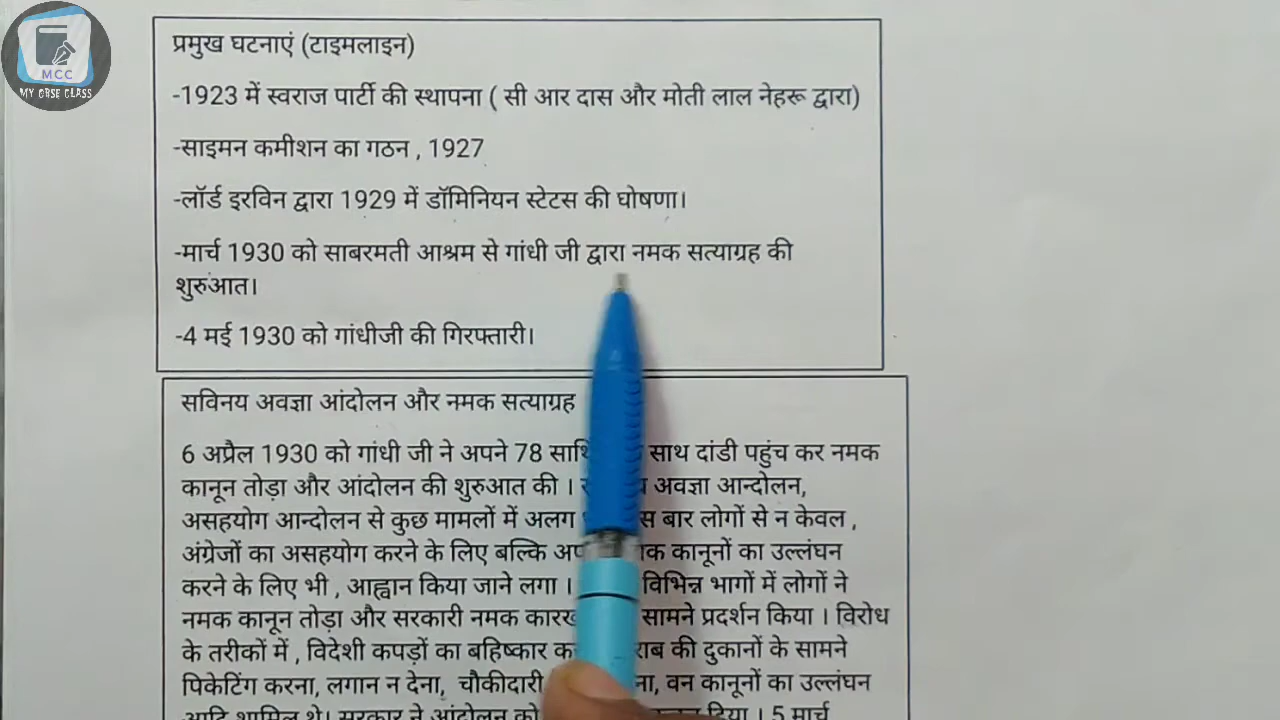 MCC
MY CBSE CLASS
प्रमुख घटनाएं (टाइमलाइन)
-1923 में स्वराज पार्टी की स्थापना ( सी आर दास और मोती लाल नेहरू द्वारा)
-साइमन कमीशन का गठन , 1927
-लॉर्ड इरविन द्वारा 1929 में डॉमिनियन स्टेटस की घोषणा।
-मार्च 1930 को साबरमती आश्रम से गांधी जी द्वारा नमक सत्याग्रह की
शुरुआत।
-4 मई 1930 को गांधीजी की गिरफ्तारी।
सविनय अवज्ञा आंदोलन और नमक सत्याग्रह
6 अप्रैल 1930 को गांधी जी ने अपने 78 साथ दांडी पहुंच कर नमक
कानून तोड़ा और आंदोलन की शुरुआत की । अवज्ञा आन्दोलन,
असहयोग आन्दोलन से कुछ मामलों में अलग बार लोगों से न केवल ,
अंग्रेजों का असहयोग करने के लिए बल्कि कानूनों का उल्लंघन
करने के लिए भी , आह्वान किया जाने लगा । विभिन्न भागों में लोगों ने
नमक कानून तोड़ा और सरकारी नमक सामने प्रदर्शन किया । विरोध
के तरीकों में , विदेशी कपड़ों का बहिष्कार की दुकानों के सामने
पिकेटिंग करना, लगान न देना, चौकीदारी वन कानूनों का उल्लंघन
आदि शामिल थे। सरकार ने आंदोलन को दिया । 5 मार्च